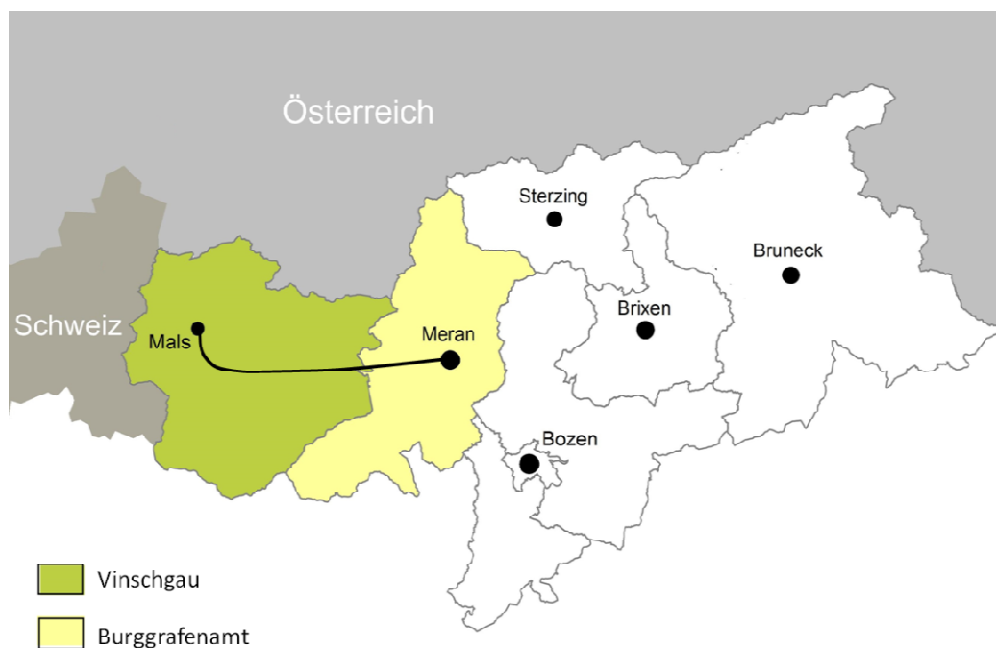 Österreich
Sterzing
Bruneck
Schweiz
Mals
Meran
Brixen
Bozen
Vinschgau
Burggrafenamt